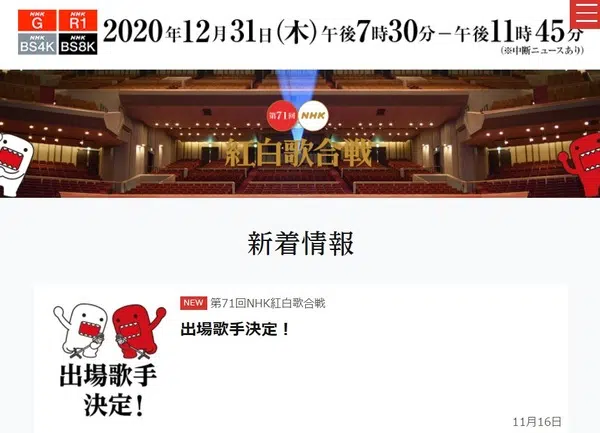 NHK
G
NHK
R1
NHK
BS4K
NHK
BS8K
2020年12月31日(木)午後7時30分－午後11時45分
(※中断ニュースあり)
第71回
NHK
紅白歌合戦
新着情報
NEW 第71回NHK紅白歌合戦
出場歌手決定！
出場歌手
決定!
11月16日